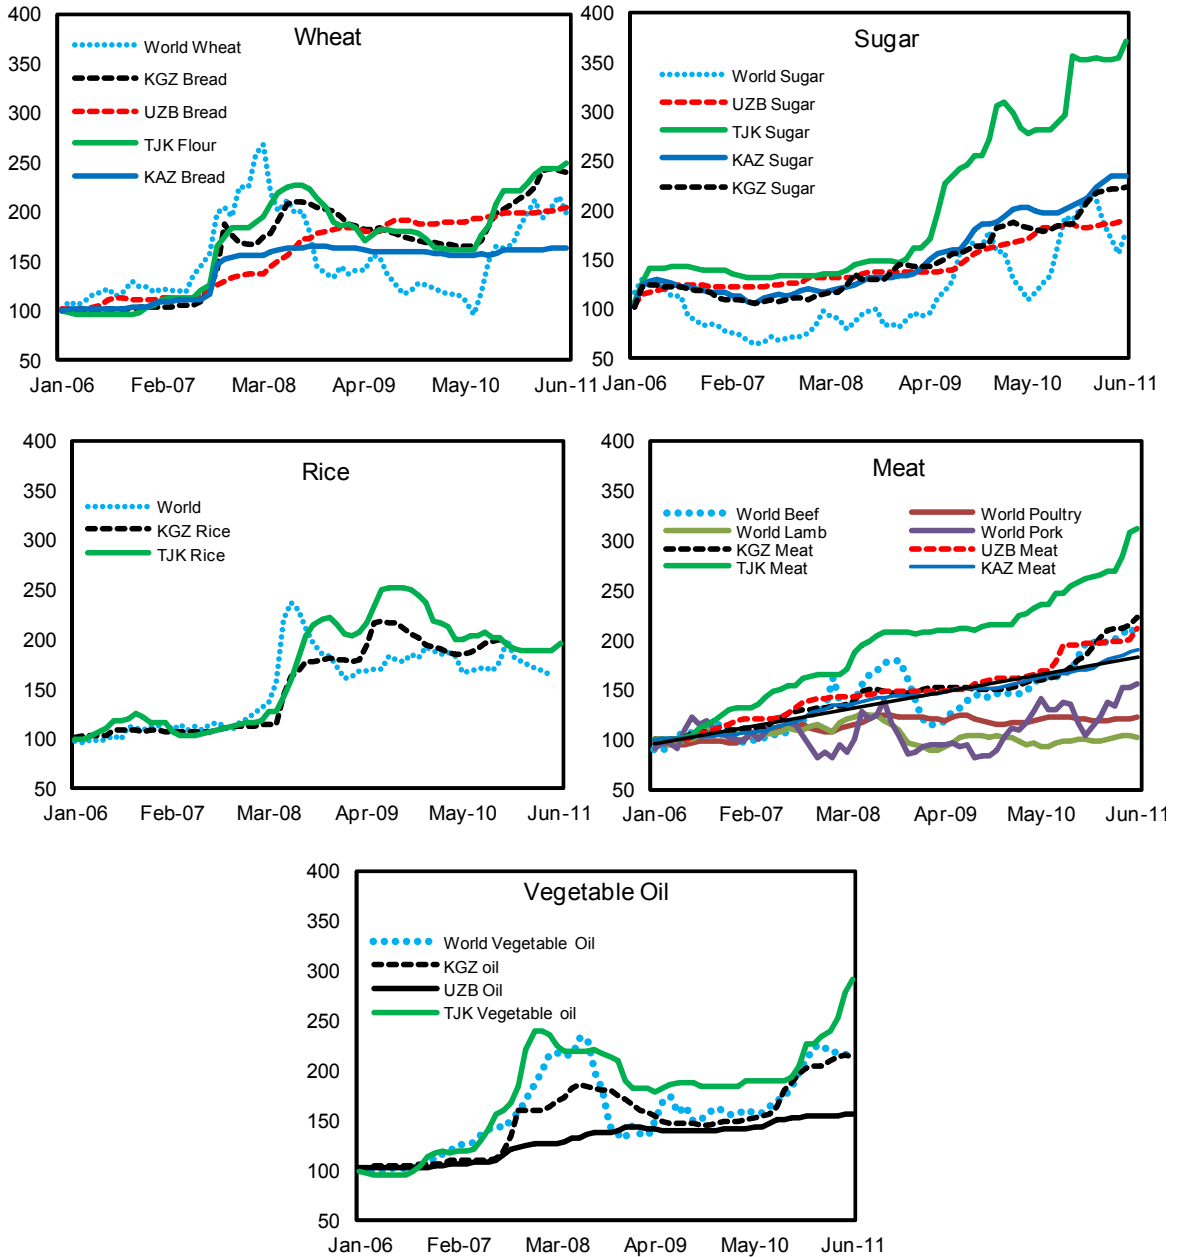 Wheat
400
350
300
250
200
150
100
50
World Wheat
KGZ Bread
UZB Bread
TJK Flour
KAZ Bread
Jan-06 Feb-07 Mar-08 Apr-09 May-10 Jun-11
Sugar
400
350
300
250
200
150
100
50
World Sugar
UZB Sugar
TJK Sugar
KAZ Sugar
KGZ Sugar
Jan-06 Feb-07 Mar-08 Apr-09 May-10 Jun-11
Rice
400
350
300
250
200
150
100
50
World
KGZ Rice
TJK Rice
Jan-06 Feb-07 Mar-08 Apr-09 May-10 Jun-11
Meat
400
350
300
250
200
150
100
50
World Beef World Poultry
World Lamb World Pork
KGZ Meat UZB Meat
TJK Meat KAZ Meat
Jan-06 Feb-07 Mar-08 Apr-09 May-10 Jun-11
Vegetable Oil
400
350
300
250
200
150
100
50
World Vegetable Oil
KGZ oil
UZB Oil
TJK Vegetable oil
Jan-06 Feb-07 Mar-08 Apr-09 May-10 Jun-11